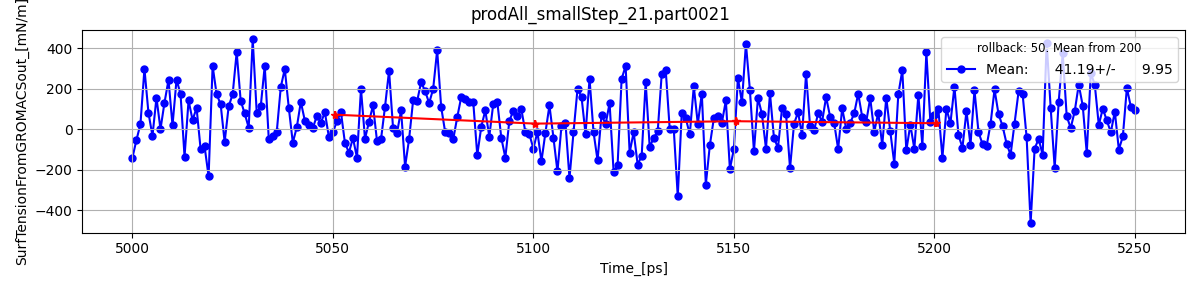 prodAll_smallStep_21.part0021
SurfTensionFromGROMACSout_[mN/m]
400
200
0
−200
−400
rollback: 50. Mean from 200
Mean: 41.19+/- 9.95
5000
5050
5100
5150
5200
5250
Time_[ps]